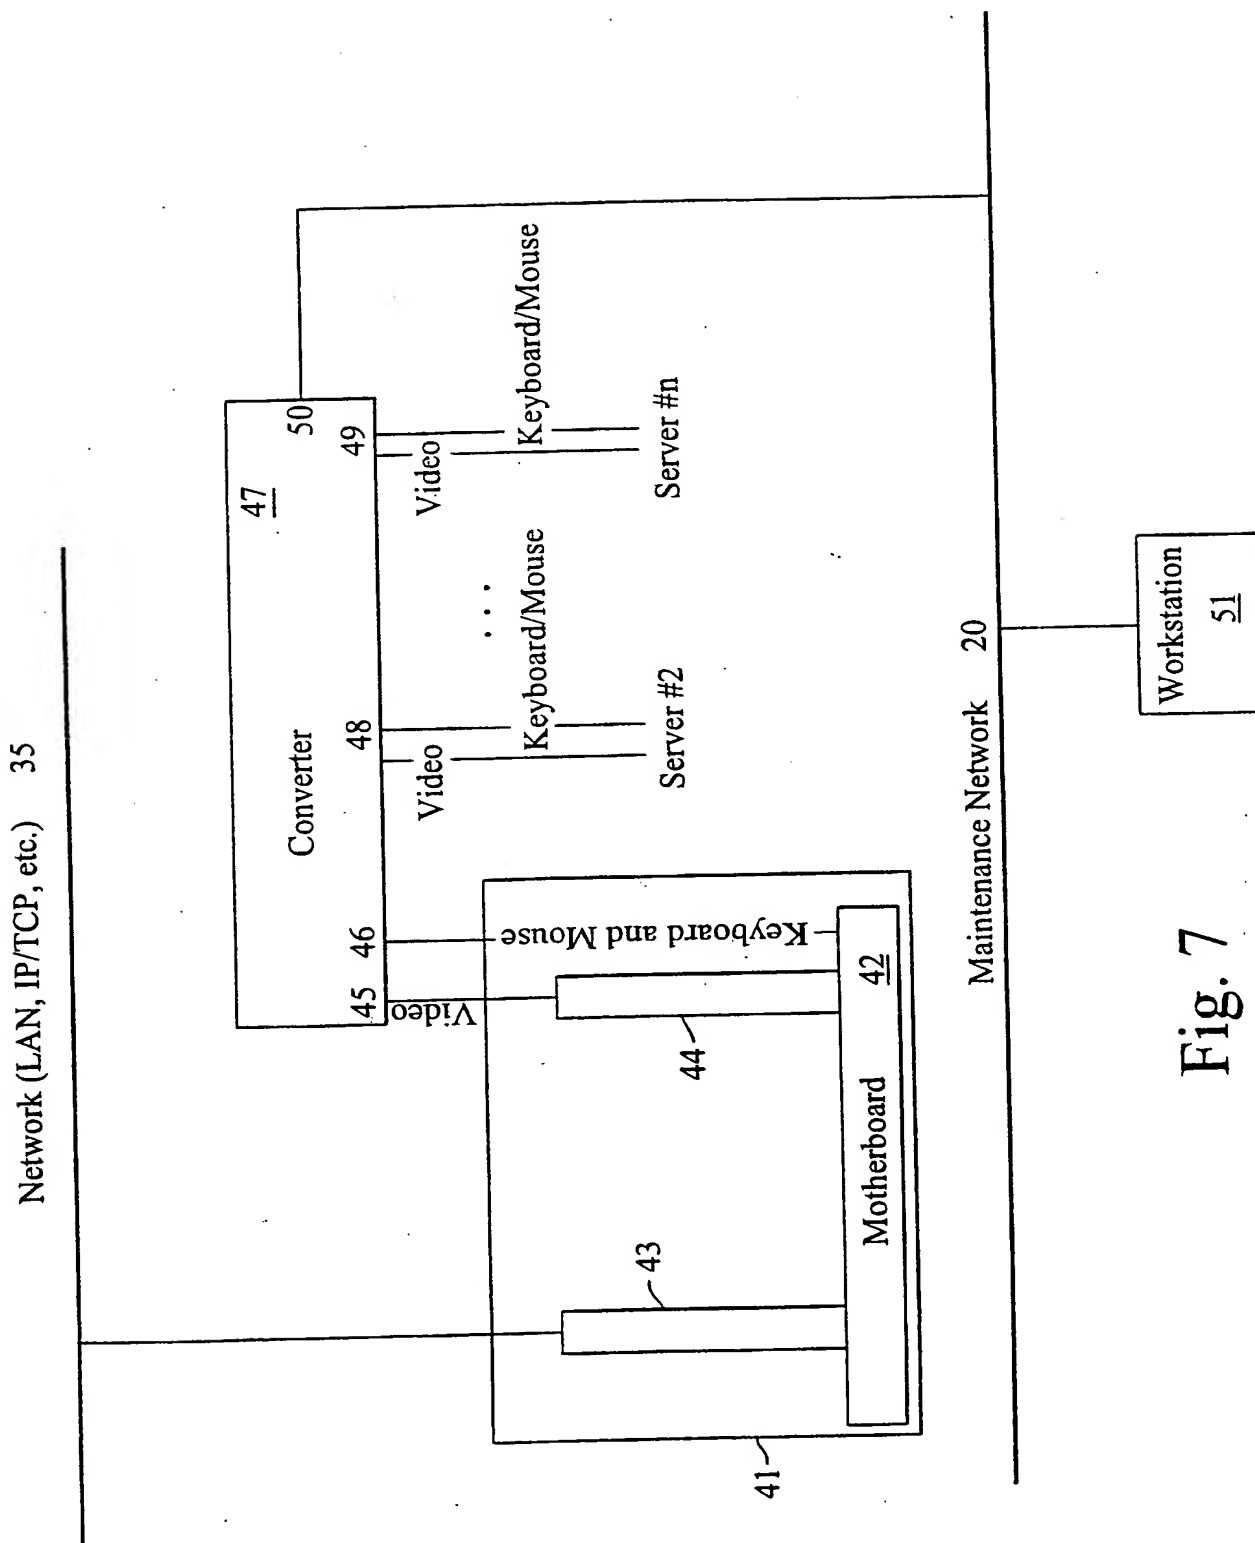 Network (LAN, IP/TCP, etc.) 35
47
Converter
50
45
46
48
49
Video
Keyboard and Mouse
Video
Keyboard/Mouse
Server #2
. . .
Video
Keyboard/Mouse
Server #n
43
44
Motherboard
42
41
Maintenance Network 20
Workstation
51
Fig. 7